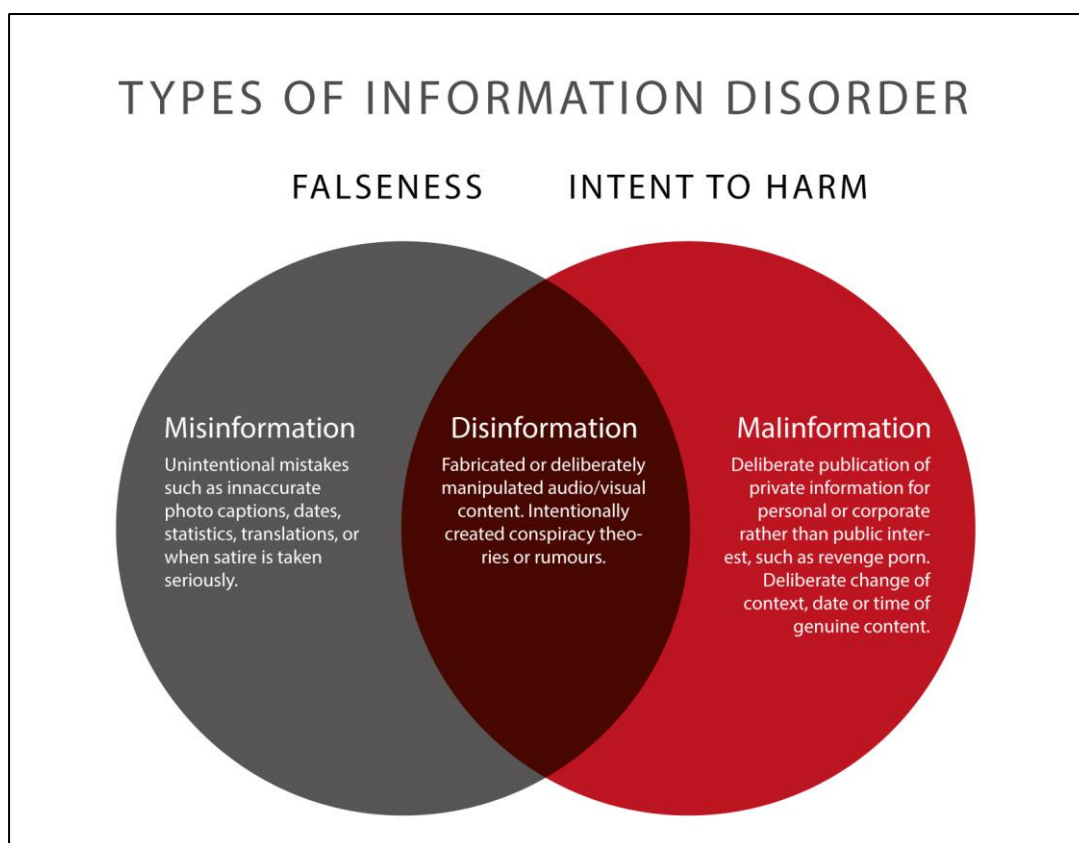 TYPES OF INFORMATION DISORDER
FALSENESS
INTENT TO HARM
Misinformation
Unintentional mistakes
such as innaccurate
photo captions, dates,
statistics, translations, or
when satire is taken
seriously.
Disinformation
Fabricated or deliberately
manipulated audio/visual
content. Intentionally
created conspiracy theo-
ries or rumours.
Malinformation
Deliberate publication of
private information for
personal or corporate
rather than public inter-
est, such as revenge porn.
Deliberate change of
context, date or time of
genuine content.